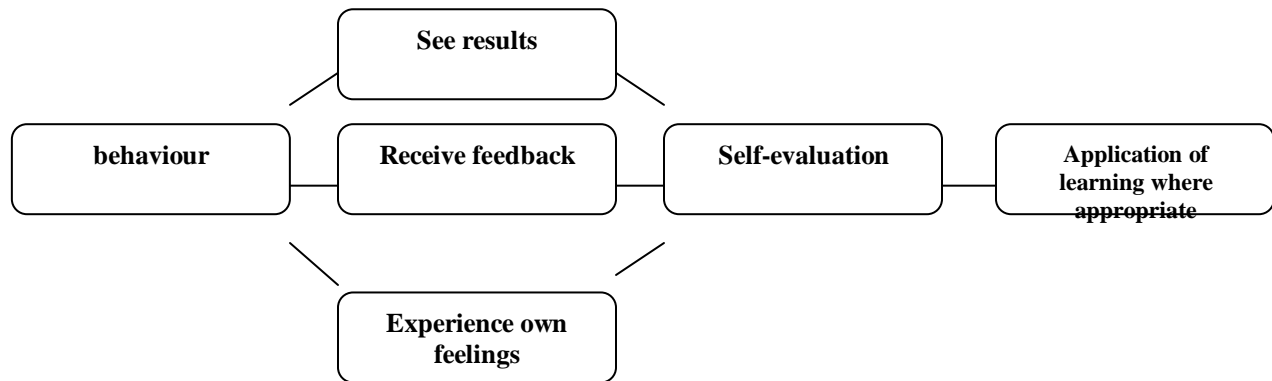 See results
behaviour
Receive feedback
Self-evaluation
Application of
learning where
appropriate
Experience own
feelings